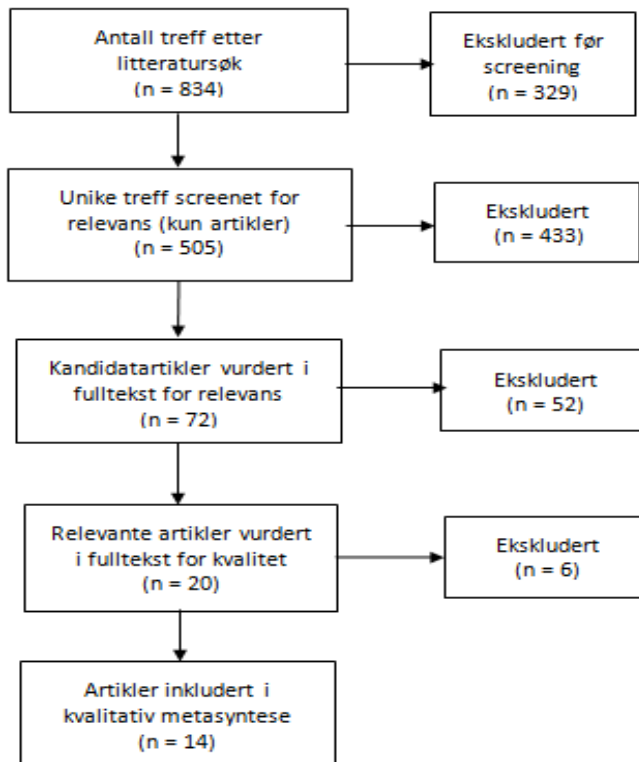 Antall treff etter
litteratursøk
(n = 834)
Ekskludert før
screening
(n = 329)
Unike treff screenet for
relevans (kun artikler)
(n = 505)
Ekskludert
(n = 433)
Kandidatartikler vurdert i
fulltekst for relevans
(n = 72)
Ekskludert
(n = 52)
Relevante artikler vurdert
i fulltekst for kvalitet
(n = 20)
Ekskludert
(n = 6)
Artikler inkludert i
kvalitativ metasyntese
(n = 14)